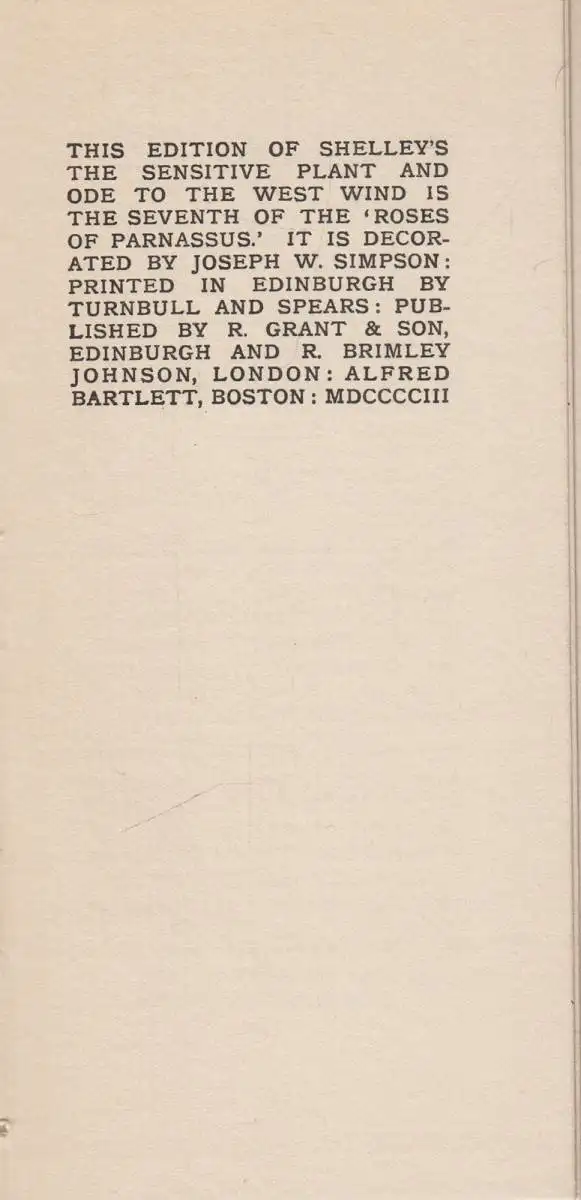 THIS EDITION OF SHELLEY'S
THE SENSITIVE PLANT AND
ODE TO THE WEST WIND IS
THE SEVENTH OF THE ‘ROSES
OF PARNASSUS.’ IT IS DECOR-
ATED BY JOSEPH W. SIMPSON:
PRINTED IN EDINBURGH BY
TURNBULL AND SPEARS: PUB-
LISHED BY R. GRANT & SON,
EDINBURGH AND R. BRIMLEY
JOHNSON, LONDON: ALFRED
BARTLETT, BOSTON: MDCCCCIII